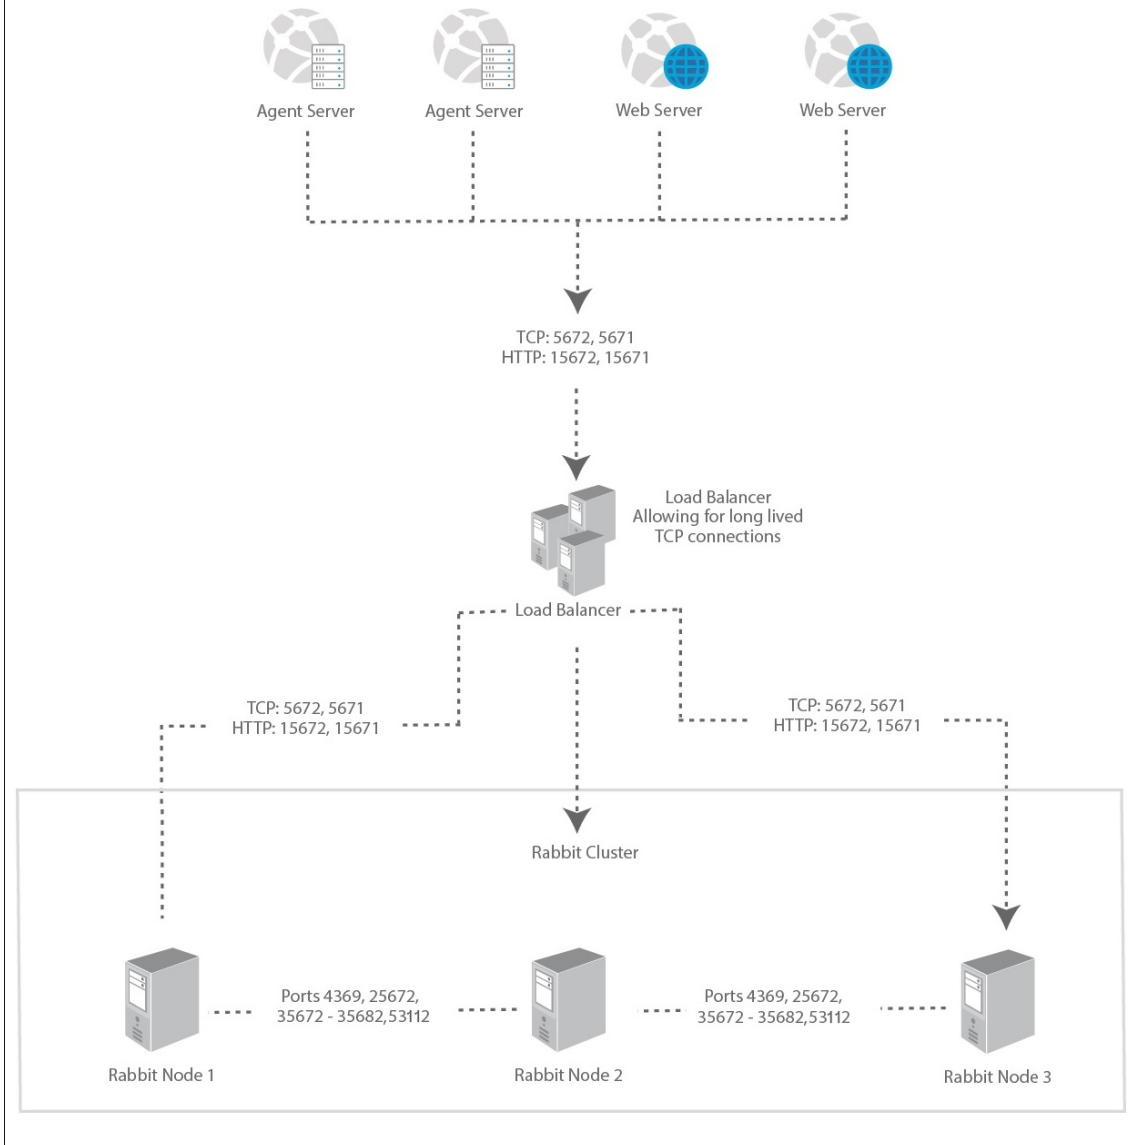 Agent Server
Agent Server
Web Server
Web Server
TCP: 5672, 5671
HTTP: 15672, 15671
Load Balancer
Allowing for long lived
TCP connections
Load Balancer
TCP: 5672, 5671
HTTP: 15672, 15671
TCP: 5672, 5671
HTTP: 15672, 15671
Rabbit Cluster
Ports 4369, 25672,
35672 - 35682,53112
Ports 4369, 25672,
35672 - 35682,53112
Rabbit Node 1
Rabbit Node 2
Rabbit Node 3